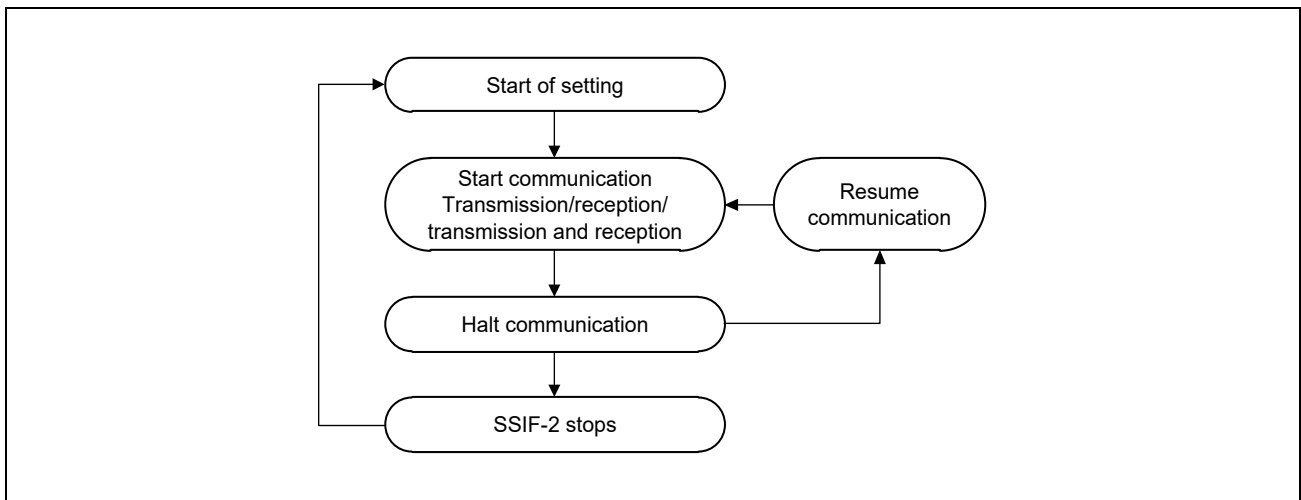 Start of setting
Start communication
Transmission/reception/
transmission and reception
Resume
communication
Halt communication
SSIF-2 stops